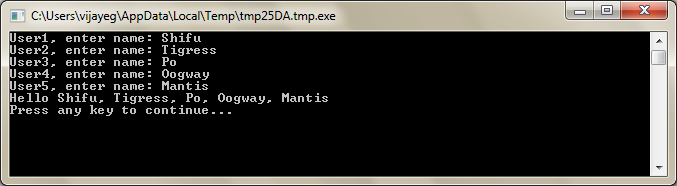 C:\Users\vijayeg\AppData\Local\Temp\tmp25DA.tmp.exe
User1, enter name: Shifu
User2, enter name: Tigress
User3, enter name: Po
User4, enter name: Oogway
User5, enter name: Mantis
Hello Shifu, Tigress, Po, Oogway, Mantis
Press any key to continue...